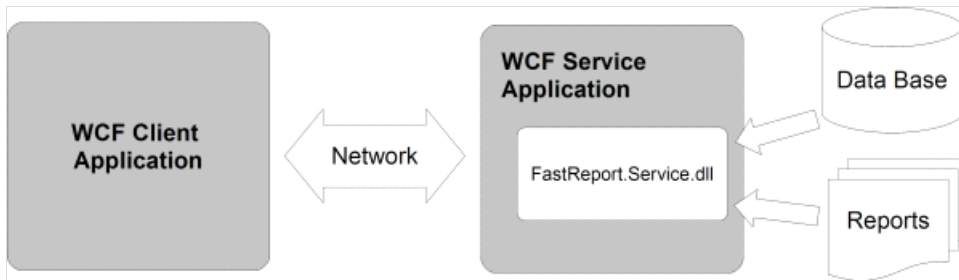 WCF Client
Application
Network
WCF Service
Application
FastReport.Service.dll
Data Base
Reports